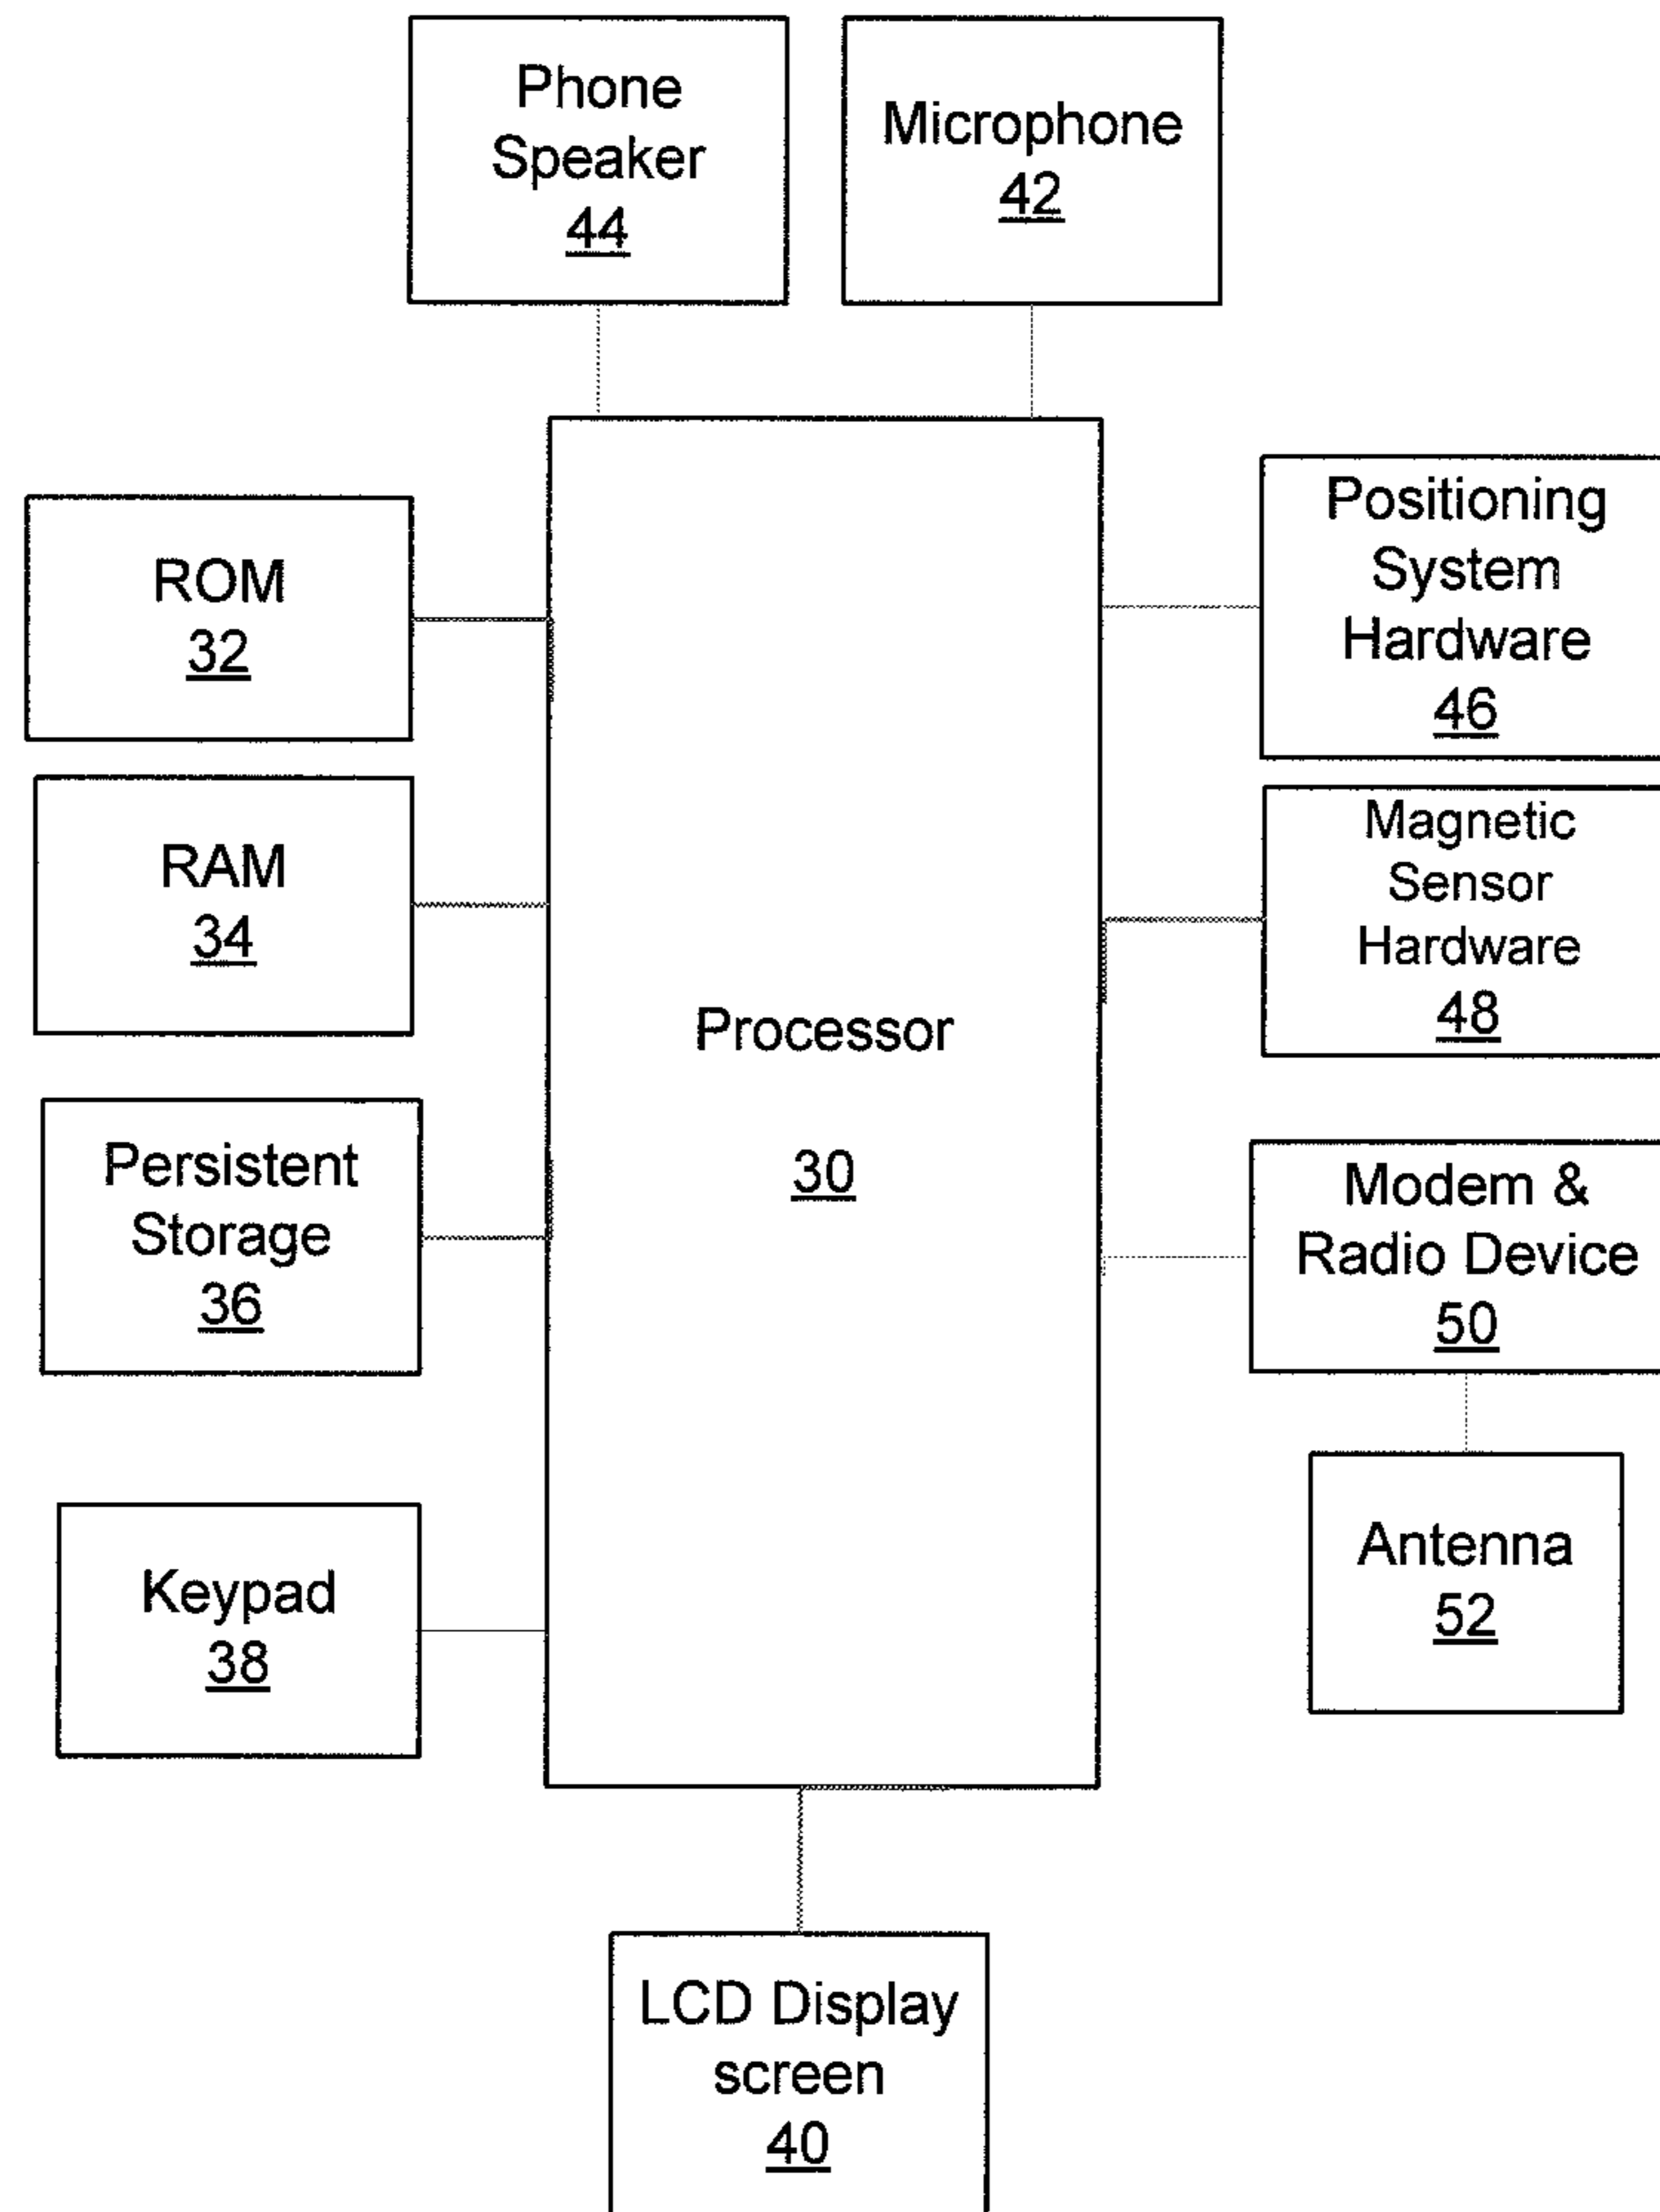 Phone
Speaker
44
Microphone
42
ROM
32
RAM
34
Persistent
Storage
36
Keypad
38
Processor
30
Positioning
System
Hardware
46
Magnetic
Sensor
Hardware
48
Modem &
Radio Device
50
Antenna
52
LCD Display
screen
40